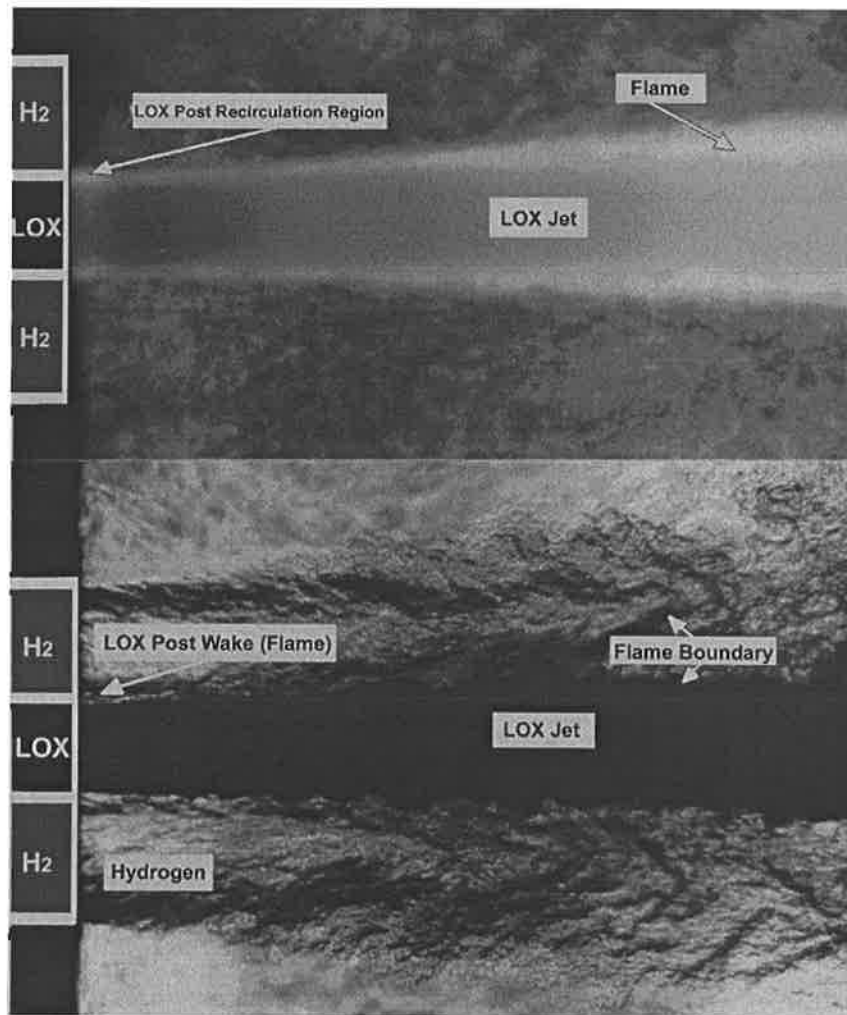 H2
LOX
H2
LOX Post Recirculation Region
Flame
LOX Jet
H2
LOX
H2
LOX Post Wake (Flame)
Flame Boundary
LOX Jet
Hydrogen